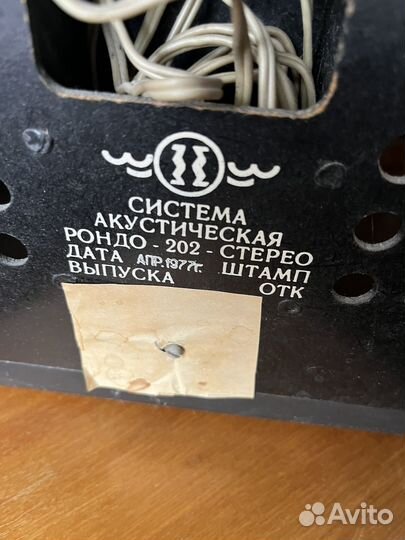 СИСТЕМА
АКУСТИЧЕСКАЯ
РОНДО - 202 - СТЕРЕО
ДАТА АПР.1977г. ШТАМП
ВЫПУСКА ОТК
Avito